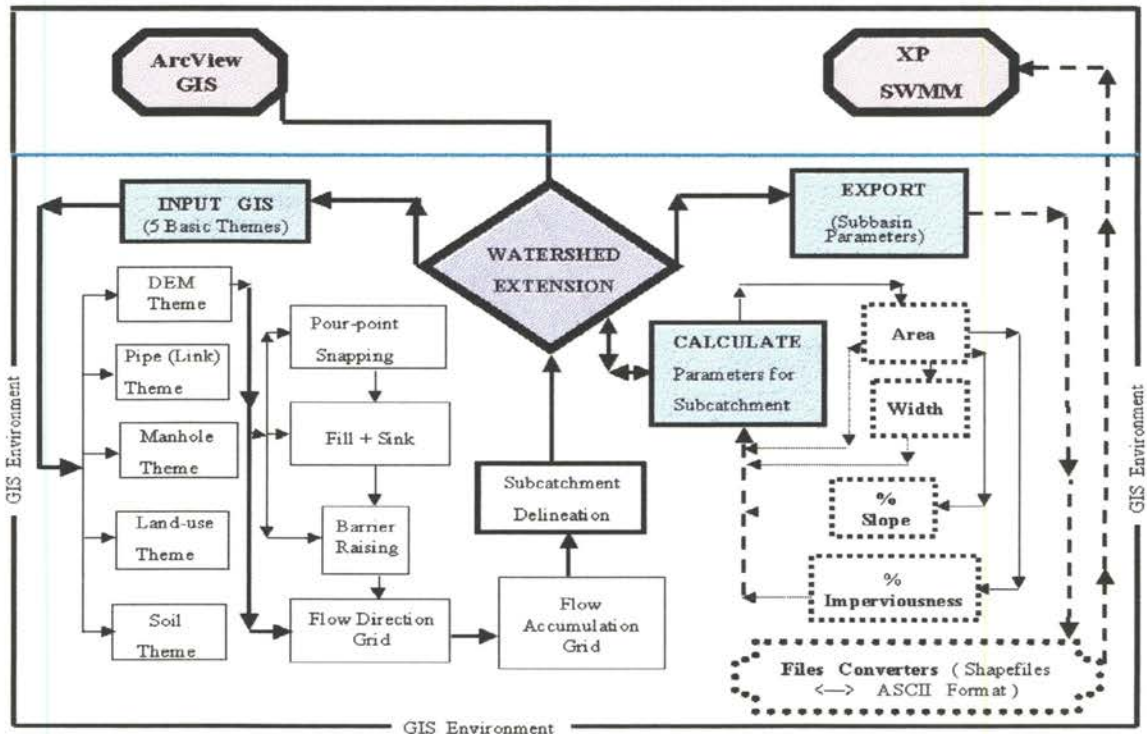 ArcView
GIS
XP
SWMM
INPUT GIS
(5 Basic Themes)
WATERSHED
EXTENSION
EXPORT
(Subbasin
Parameters)
DEM
Theme
Pipe (Link)
Theme
Manhole
Theme
Land-use
Theme
Soil
Theme
Pour-point
Snapping
Fill + Sink
Barrier
Raising
Flow Direction
Grid
Flow
Accumulation
Grid
Subcatchment
Delineation
CALCULATE
Parameters for
Subcatchment
Area
Width
%
Slope
%
Imperviousness
Files Converters ( Shapefiles
<—> ASCII Format )
GIS Environment
GIS Environment
GIS Environment